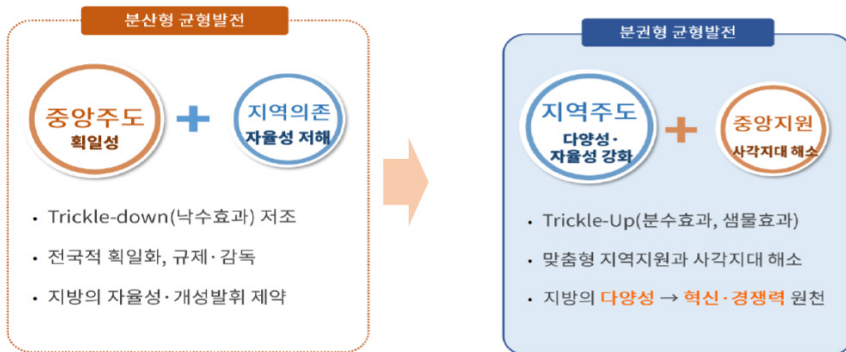 분산형 균형발전
중앙주도
획일성
지역의존
자율성 저해
• Trickle-down(낙수효과) 저조
• 전국적 획일화, 규제·감독
• 지방의 자율성·개성발휘 제약
분권형 균형발전
지역주도
다양성·
자율성 강화
중앙지원
사각지대 해소
• Trickle-Up(분수효과, 샘물효과)
• 맞춤형 지역지원과 사각지대 해소
• 지방의 다양성 → 혁신·경쟁력 원천